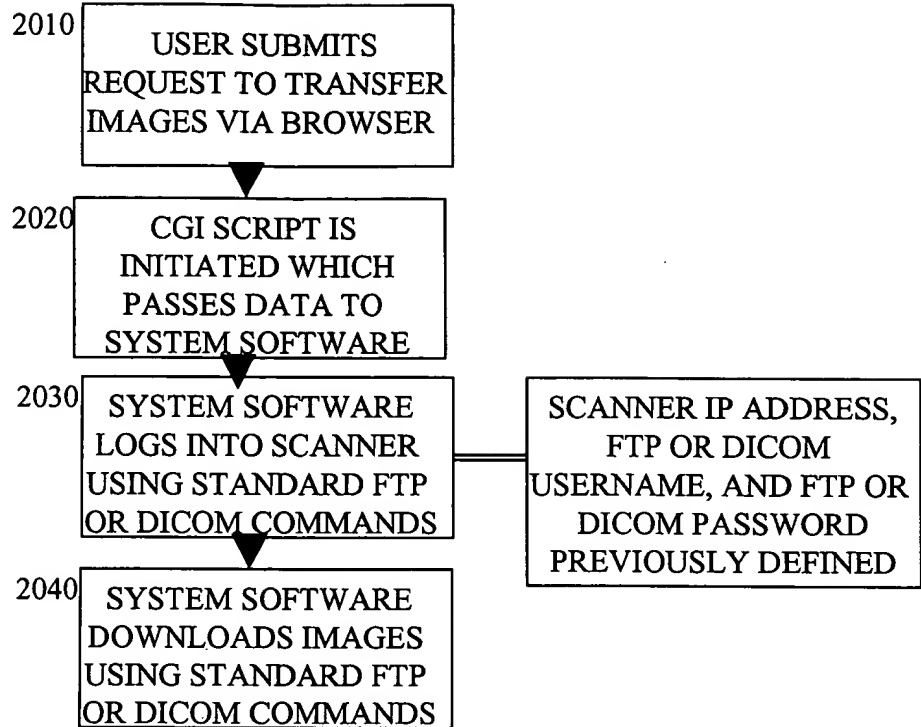 2010
USER SUBMITS
REQUEST TO TRANSFER
IMAGES VIA BROWSER
2020
CGI SCRIPT IS
INITIATED WHICH
PASSES DATA TO
SYSTEM SOFTWARE
2030
SYSTEM SOFTWARE
LOGS INTO SCANNER
USING STANDARD FTP
OR DICOM COMMANDS
SCANNER IP ADDRESS,
FTP OR DICOM
USERNAME, AND FTP OR
DICOM PASSWORD
PREVIOUSLY DEFINED
2040
SYSTEM SOFTWARE
DOWNLOADS IMAGES
USING STANDARD FTP
OR DICOM COMMANDS